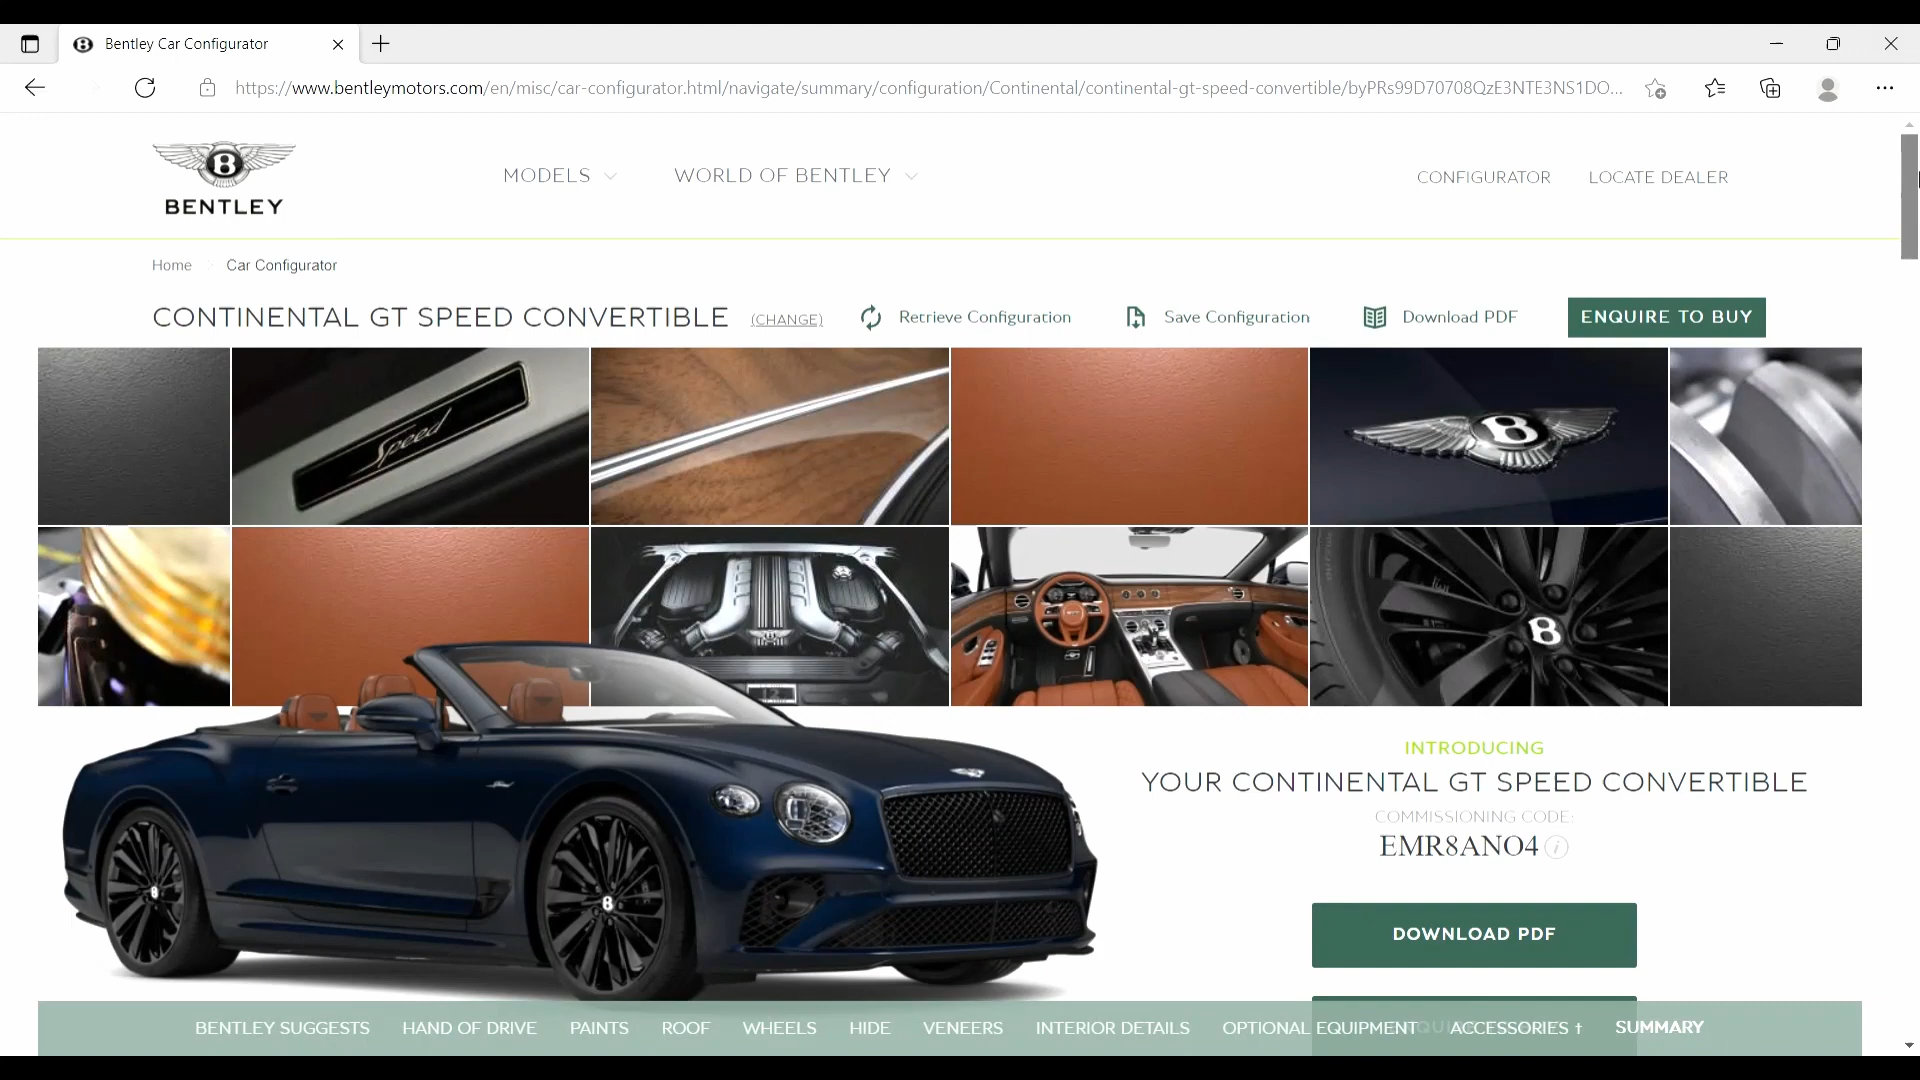 Bentley Car Configurator
https://www.bentleymotors.com/en/misc/car-configurator.html/navigate/summary/configuration/Continental/continental-gt-speed-convertible/byPRs99D70708QzE3NTE3NS1DO...
B
BENTLEY
MODELS
WORLD OF BENTLEY
CONFIGURATOR
LOCATE DEALER
Home
Car Configurator
CONTINENTAL GT SPEED CONVERTIBLE
(CHANGE)
Retrieve Configuration
Save Configuration
Download PDF
ENQUIRE TO BUY
Speed
B
B
INTRODUCING
YOUR CONTINENTAL GT SPEED CONVERTIBLE
COMMISSIONING CODE:
EMR8ANO4
B
B
DOWNLOAD PDF
BENTLEY SUGGESTS
HAND OF DRIVE
PAINTS
ROOF
WHEELS
HIDE
VENEERS
INTERIOR DETAILS
OPTIONAL EQUIPMENT
ACCESSORIES †
SUMMARY